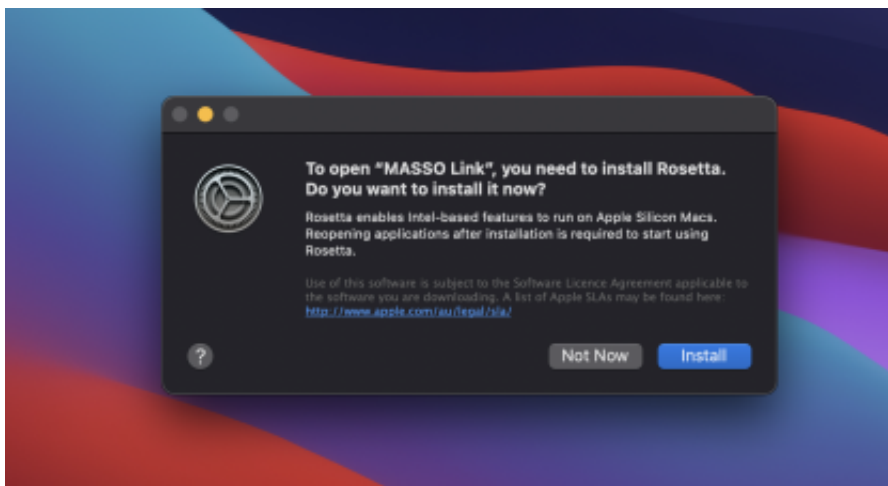 To open “MASSO Link”, you need to install Rosetta.
Do you want to install it now?
Rosetta enables Intel-based features to run on Apple Silicon Macs.
Reopening applications after installation is required to start using
Rosetta.
Use of this software is subject to the Software Licence Agreement applicable to
the software you are downloading. A list of Apple SLAs may be found here:
http://www.apple.com/au/legal/sla/
?
Not Now
Install